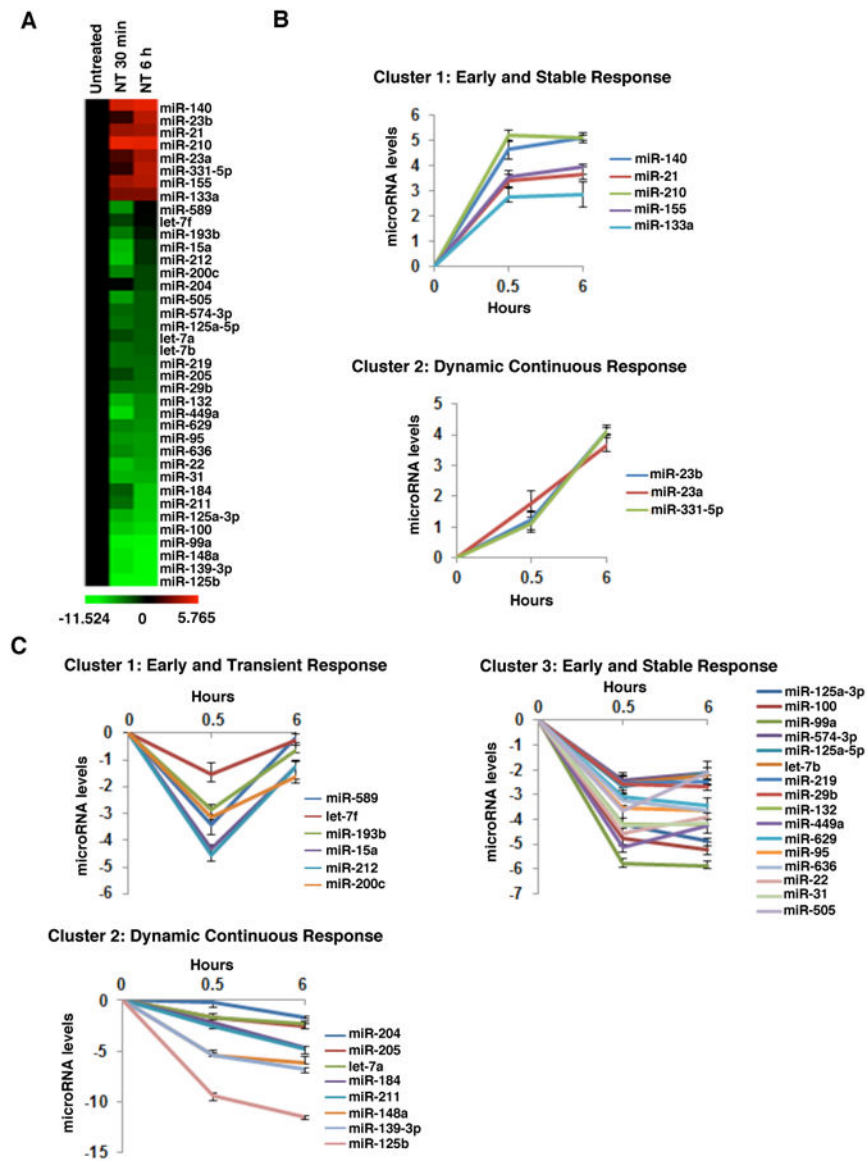 A
Untreated
NT 30 min
NT 6 h
miR-140
miR-23b
miR-21
miR-210
miR-23a
miR-331-5p
miR-155
miR-133a
miR-589
let-7f
miR-193b
miR-15a
miR-212
miR-200c
miR-204
miR-505
miR-574-3p
miR-125a-5p
let-7a
let-7b
miR-219
miR-205
miR-29b
miR-132
miR-449a
miR-629
miR-95
miR-636
miR-22
miR-31
miR-184
miR-211
miR-125a-3p
miR-100
miR-99a
miR-148a
miR-139-3p
miR-125b
-11.524 0 5.765
B
Cluster 1: Early and Stable Response
microRNA levels
6
5
4
3
2
1
0
0 0.5 6
Hours
miR-140
miR-21
miR-210
miR-155
miR-133a
Cluster 2: Dynamic Continuous Response
microRNA levels
5
4
3
2
1
0
0 0.5 6
Hours
miR-23b
miR-23a
miR-331-5p
C
Cluster 1: Early and Transient Response
Hours
0 0.5 6
microRNA levels
0
-1
-2
-3
-4
-5
-6
miR-589
let-7f
miR-193b
miR-15a
miR-212
miR-200c
Cluster 3: Early and Stable Response
Hours
0 0.5 6
microRNA levels
0
-1
-2
-3
-4
-5
-6
-7
miR-125a-3p
miR-100
miR-99a
miR-574-3p
miR-125a-5p
let-7b
miR-219
miR-29b
miR-132
miR-449a
miR-629
miR-95
miR-636
miR-22
miR-31
miR-505
Cluster 2: Dynamic Continuous Response
Hours
0 0.5 6
microRNA levels
0
-5
-10
-15
miR-204
miR-205
let-7a
miR-184
miR-211
miR-148a
miR-139-3p
miR-125b